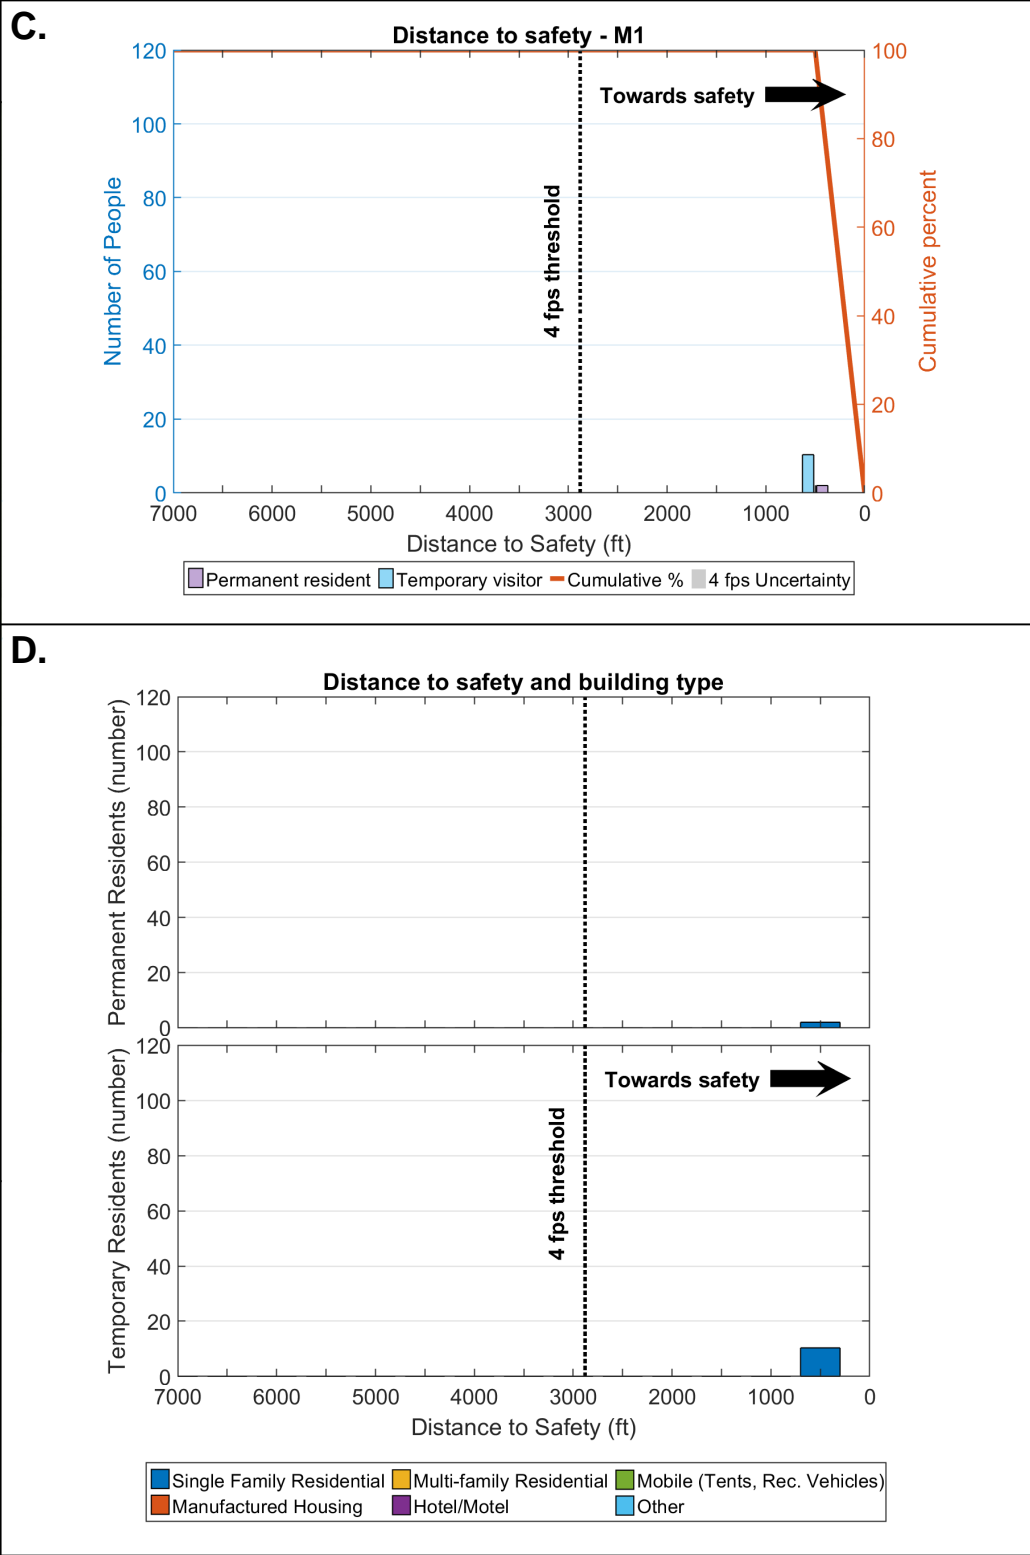 C.
Distance to safety - M1
120
100
80
60
40
20
0
100
80
60
40
20
0
Number of People
Cumulative percent
Towards safety
4 fps threshold
7000 6000 5000 4000 3000 2000 1000 0
Distance to Safety (ft)
Permanent resident Temporary visitor Cumulative % 4 fps Uncertainty
D.
Distance to safety and building type
Permanent Residents (number)
120
100
80
60
40
20
0
Temporary Residents (number)
120
100
80
60
40
20
0
Towards safety
4 fps threshold
7000 6000 5000 4000 3000 2000 1000 0
Distance to Safety (ft)
Single Family Residential Multi-family Residential Mobile (Tents, Rec. Vehicles)
Manufactured Housing Hotel/Motel Other